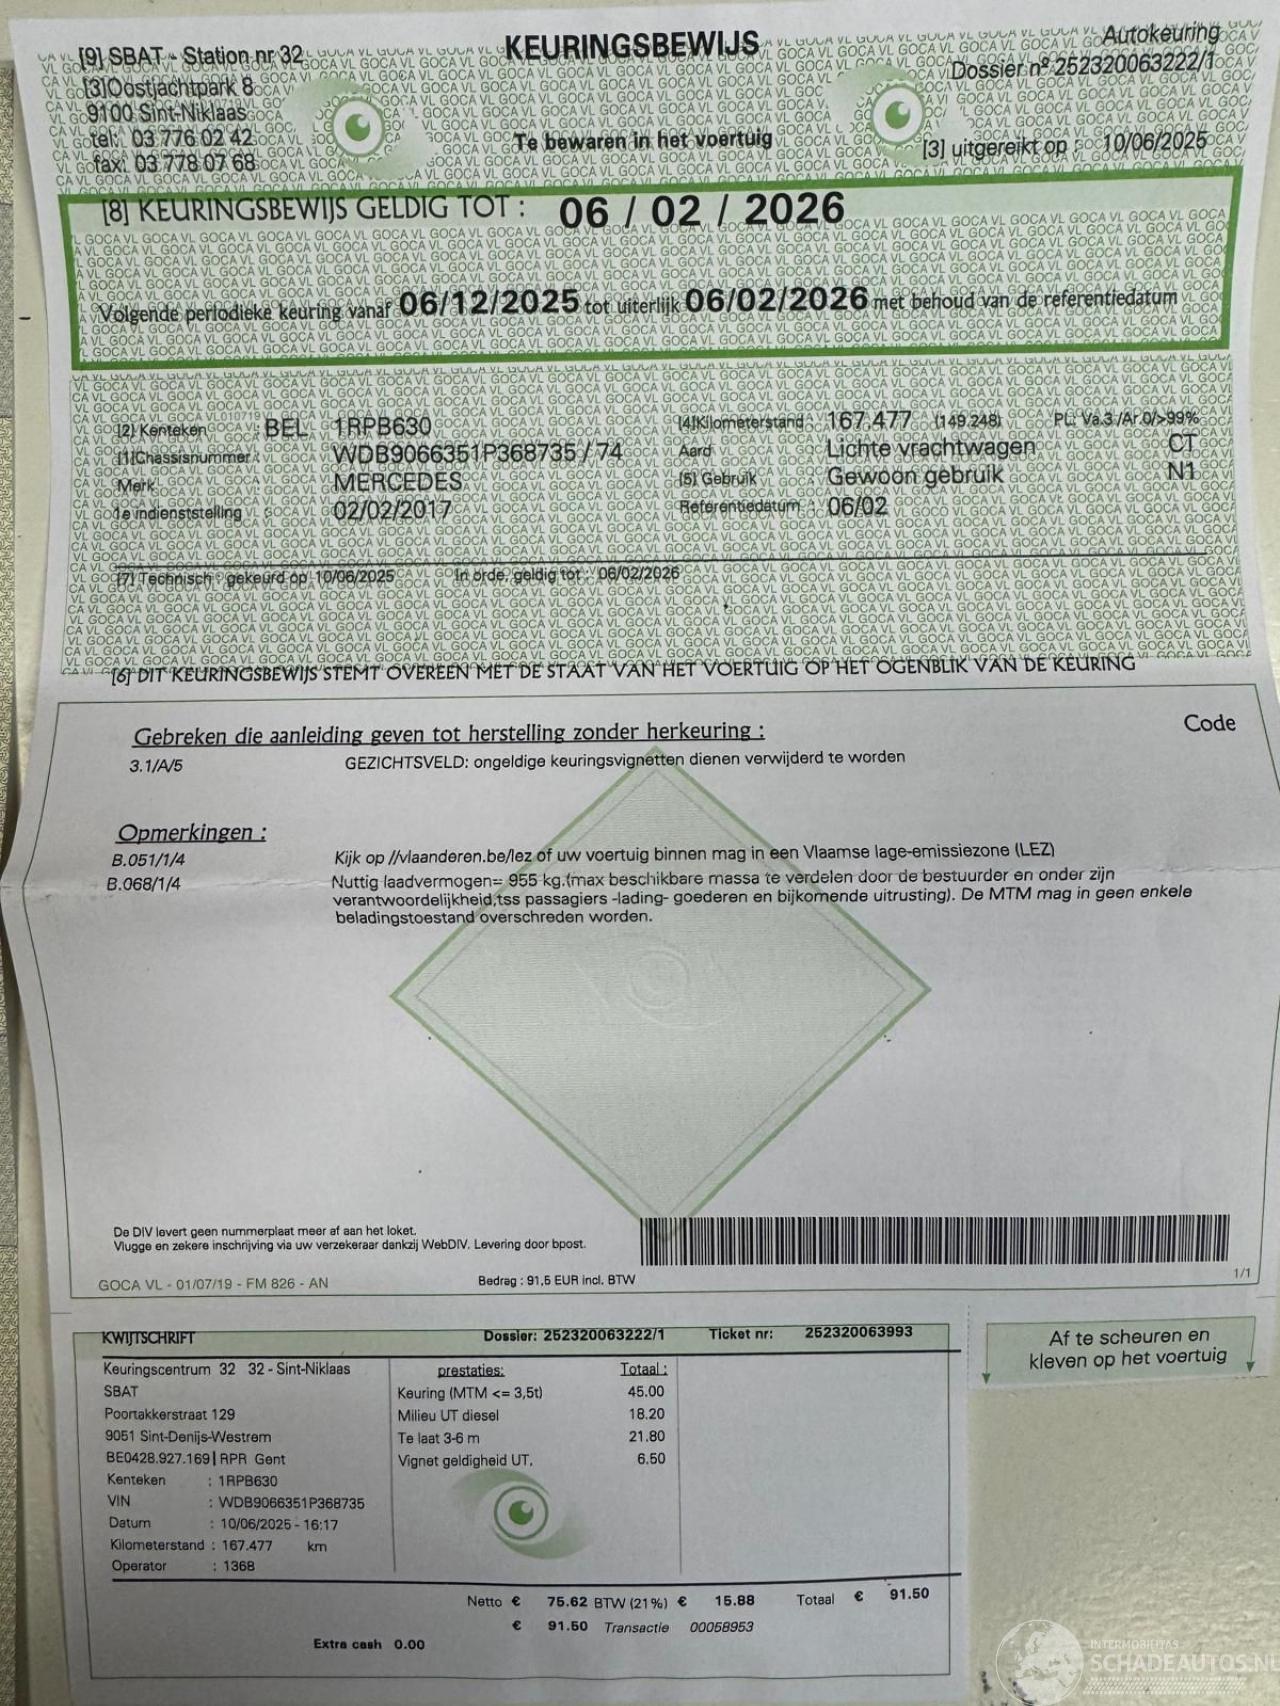 [9] SBAT - Station nr 32
KEURINGSBEWIJS
Autokeuring
[3]Oostjachtpark 8
Dossier nº 252320063222/1
9100 Sint-Niklaas
tel: 03 776 02 42
Te bewaren in het voertuig
[3] uitgereikt op : 10/06/2025
fax: 03 778 07 68
[8] KEURINGSBEWIJS GELDIG TOT : 06 / 02 / 2026
Volgende periodieke keuring vanaf 06/12/2025 tot uiterlijk 06/02/2026 met behoud van de referentiedatum
[2] Kenteken : BEL 1RPB630
[4]Kilometerstand : 167.477 (149.248) PL: Va.3./Ar.0/>99%
[1]Chassisnummer : WDB9066351P368735 / 74
Aard : Lichte vrachtwagen CT
Merk : MERCEDES
[5] Gebruik : Gewoon gebruik N1
1e indienststelling : 02/02/2017
Referentiedatum : 06/02
[7] Technisch : gekeurd op 10/06/2025 In orde, geldig tot : 06/02/2026
[6] DIT KEURINGSBEWIJS STEMT OVEREEN MET DE STAAT VAN HET VOERTUIG OP HET OGENBLIK VAN DE KEURING
Gebreken die aanleiding geven tot herstelling zonder herkeuring : Code
3.1/A/5 GEZICHTSVELD: ongeldige keuringsvignetten dienen verwijderd te worden
Opmerkingen :
B.051/1/4 Kijk op //vlaanderen.be/lez of uw voertuig binnen mag in een Vlaamse lage-emissiezone (LEZ)
B.068/1/4 Nuttig laadvermogen= 955 kg.(max beschikbare massa te verdelen door de bestuurder en onder zijn
verantwoordelijkheid,tss passagiers -lading- goederen en bijkomende uitrusting). De MTM mag in geen enkele
beladingstoestand overschreden worden.
De DIV levert geen nummerplaat meer af aan het loket.
Vlugge en zekere inschrijving via uw verzekeraar dankzij WebDIV. Levering door bpost.
GOCA VL - 01/07/19 - FM 826 - AN
Bedrag : 91,5 EUR incl. BTW
1/1
KWIJTSCHRIFT Dossier: 252320063222/1 Ticket nr: 252320063993
Af te scheuren en
kleven op het voertuig
Keuringscentrum 32 32 - Sint-Niklaas
prestaties: Totaal :
SBAT
Keuring (MTM <= 3,5t) 45.00
Poortakkerstraat 129
Milieu UT diesel 18.20
9051 Sint-Denijs-Westrem
Te laat 3-6 m 21.80
BE0428.927.169 RPR Gent
Vignet geldigheid UT. 6.50
Kenteken : 1RPB630
VIN : WDB9066351P368735
Datum : 10/06/2025 - 16:17
Kilometerstand : 167.477 km
Operator : 1368
Netto € 75.62 BTW (21%) € 15.88 Totaal € 91.50
€ 91.50 Transactie 00058953
Extra cash 0.00
INTERMOBILITAS
SCHADEAUTOS.NL